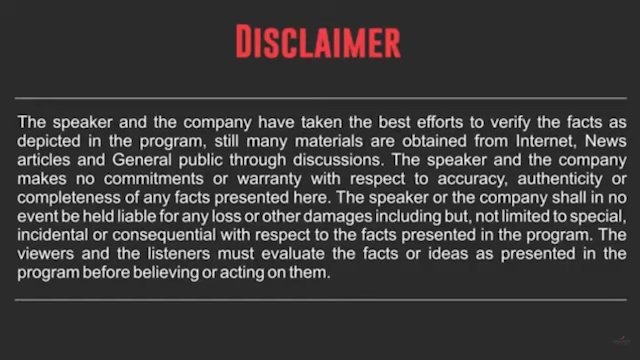 DISCLAIMER
The speaker and the company have taken the best efforts to verify the facts as
depicted in the program, still many materials are obtained from Internet, News
articles and General public through discussions. The speaker and the company
makes no commitments or warranty with respect to accuracy, authenticity or
completeness of any facts presented here. The speaker or the company shall in no
event be held liable for any loss or other damages including but, not limited to special,
incidental or consequential with respect to the facts presented in the program. The
viewers and the listeners must evaluate the facts or ideas as presented in the
program before believing or acting on them.